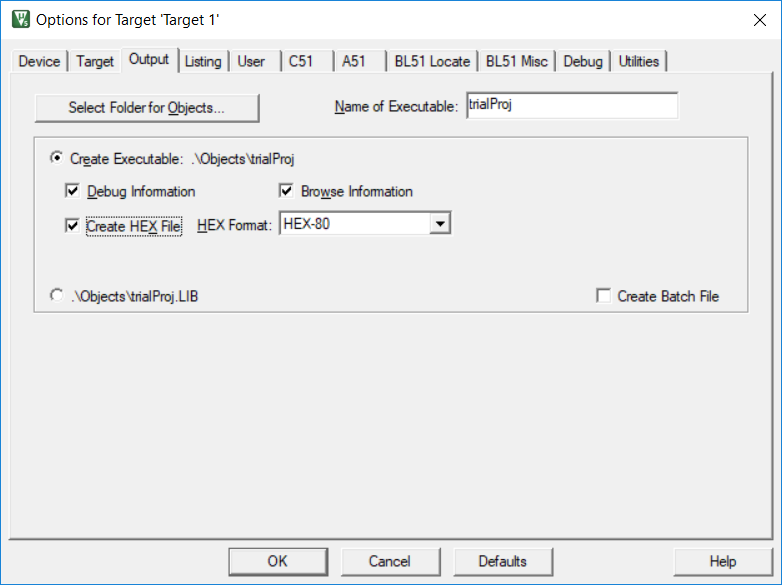 Options for Target 'Target 1'
Device Target Output Listing User C51 A51 BL51 Locate BL51 Misc Debug Utilities
Select Folder for Objects... Name of Executable: trialProj
Create Executable: .\Objects\trialProj
Debug Information Browse Information
Create HEX File HEX Format: HEX-80
.\Objects\trialProj.LIB Create Batch File
OK Cancel Defaults Help